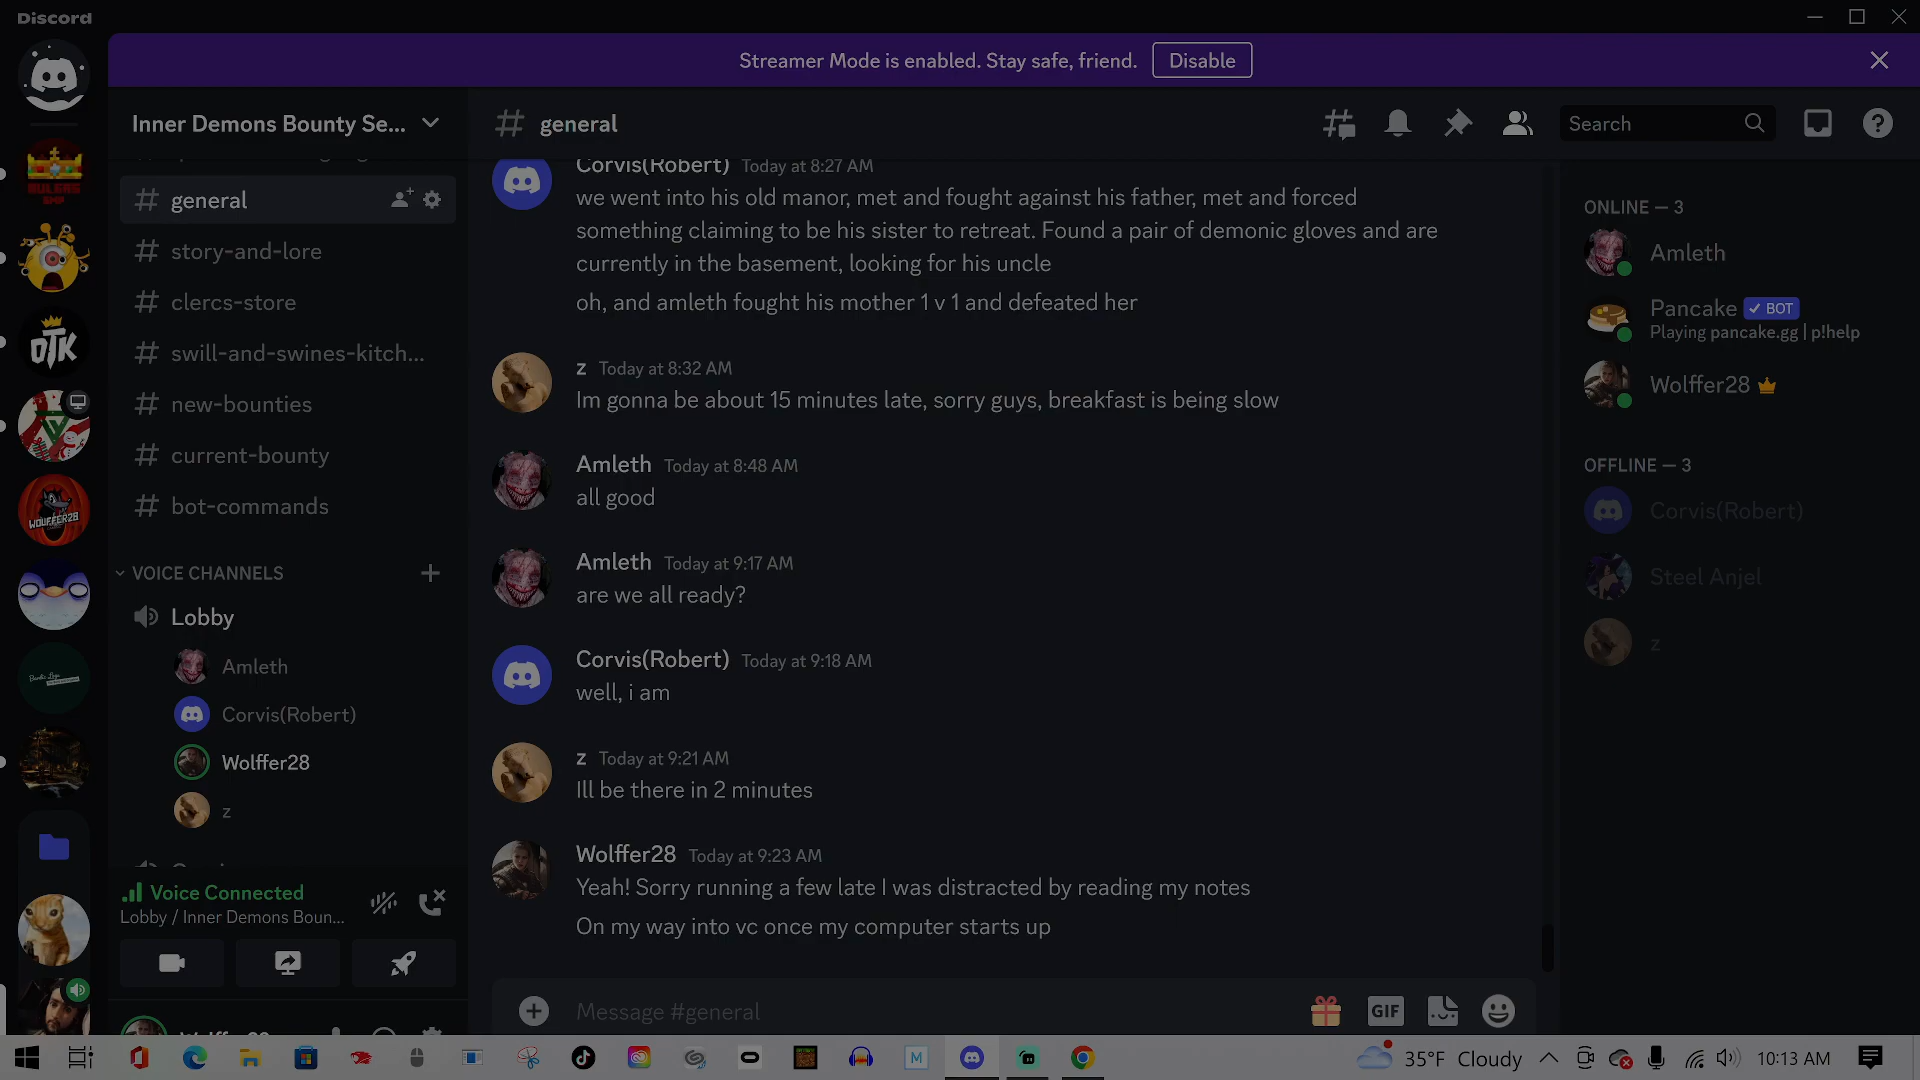 Discord
Streamer Mode is enabled. Stay safe, friend.
Disable
Inner Demons Bounty Se...
general
story-and-lore
clercs-store
swill-and-swines-kitch...
new-bounties
current-bounty
bot-commands
VOICE CHANNELS
Lobby
Amleth
Corvis(Robert)
Wolffer28
z
Voice Connected
Lobby / Inner Demons Boun...
general
Search
Corvis(Robert) Today at 8:27 AM
we went into his old manor, met and fought against his father, met and forced
something claiming to be his sister to retreat. Found a pair of demonic gloves and are
currently in the basement, looking for his uncle
oh, and amleth fought his mother 1 v 1 and defeated her
z Today at 8:32 AM
Im gonna be about 15 minutes late, sorry guys, breakfast is being slow
Amleth Today at 8:48 AM
all good
Amleth Today at 9:17 AM
are we all ready?
Corvis(Robert) Today at 9:18 AM
well, i am
z Today at 9:21 AM
Ill be there in 2 minutes
Wolffer28 Today at 9:23 AM
Yeah! Sorry running a few late I was distracted by reading my notes
On my way into vc once my computer starts up
Message #general
GIF
ONLINE — 3
Amleth
Pancake ✓ BOT
Playing pancake.gg | p!help
Wolffer28
OFFLINE — 3
Corvis(Robert)
Steel Anjel
z
DTK
WOLFFER28
M
35°F Cloudy
10:13 AM